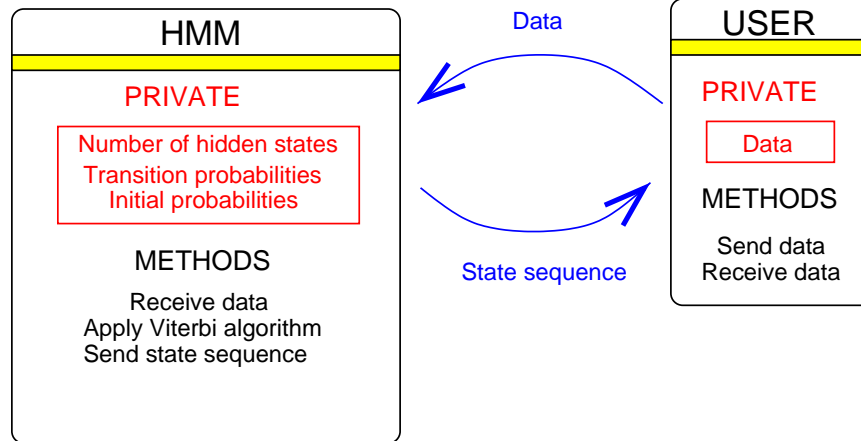 HMM
PRIVATE
Number of hidden states
Transition probabilities
Initial probabilities
METHODS
Receive data
Apply Viterbi algorithm
Send state sequence
Data
State sequence
USER
PRIVATE
Data
METHODS
Send data
Receive data